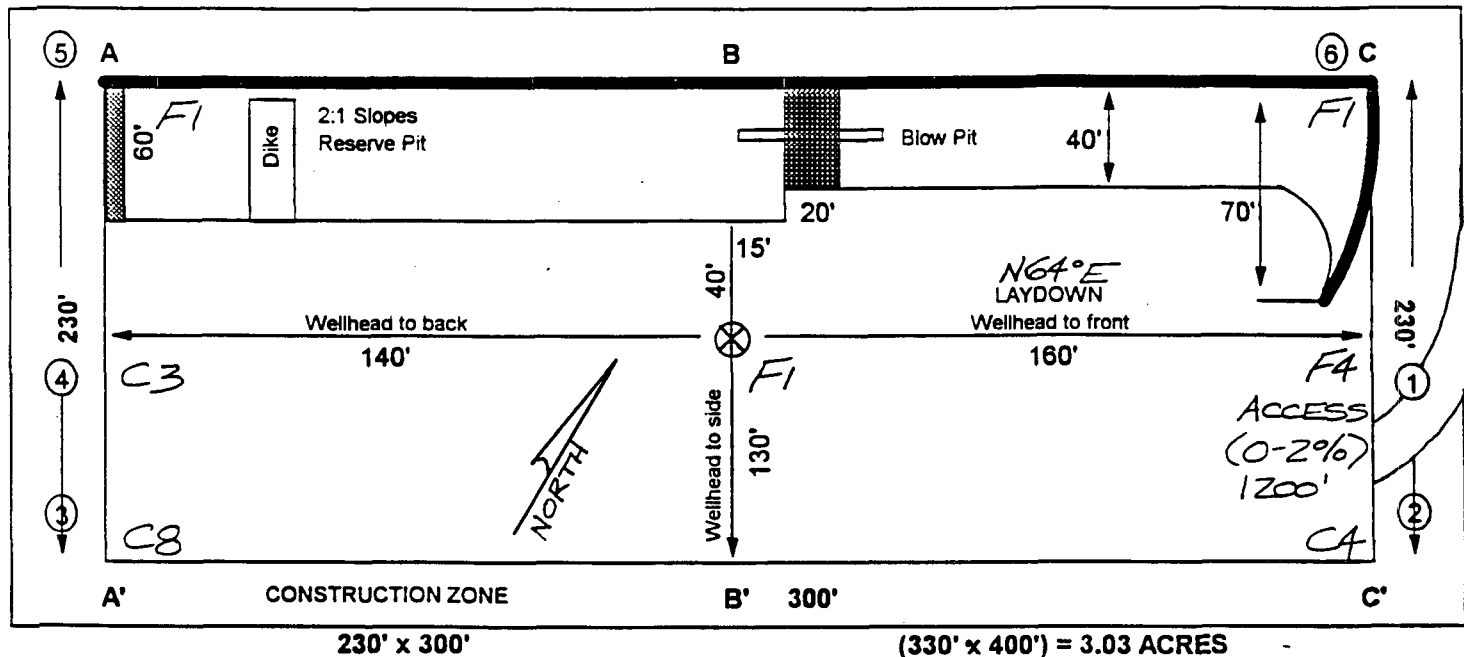 5 A B 6 C
F1 2:1 Slopes F1
60' Dike Reserve Pit Blow Pit 40'
20' 70'
15'
N64°E
40' LAYDOWN
230' Wellhead to back Wellhead to front 230'
140' 160'
4 C3 F1 F4 1
ACCESS
Wellhead to side 130' (0-2%)
NORTH 1200'
3 C8 C4 2
A' CONSTRUCTION ZONE B' 300' C'
230' x 300' (330' x 400') = 3.03 ACRES